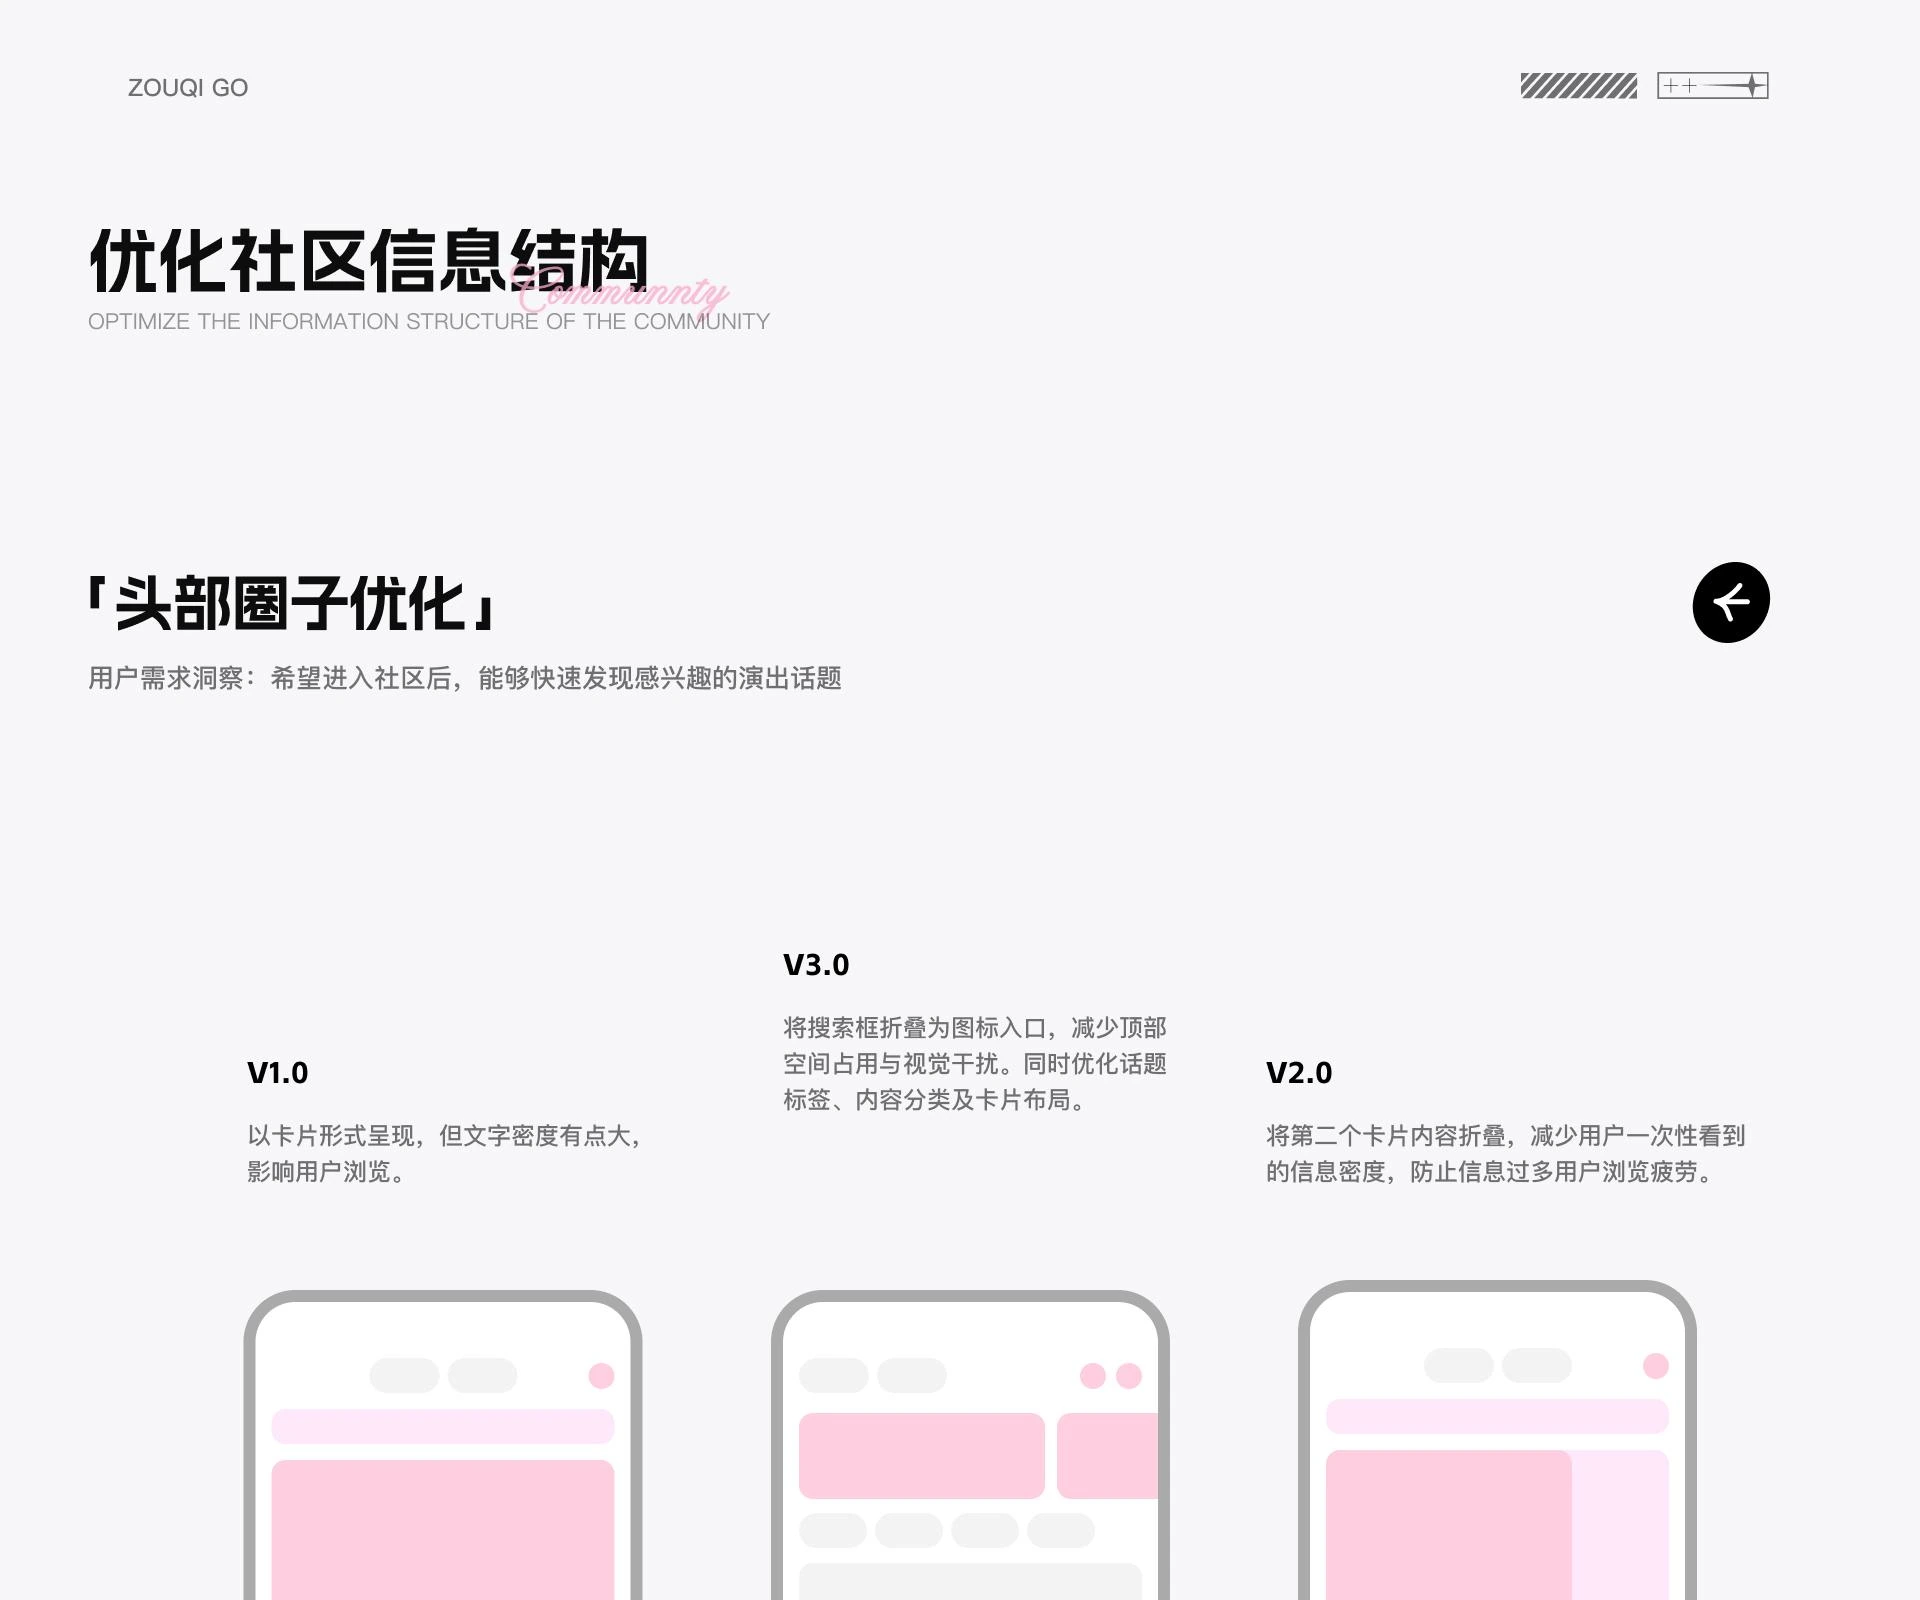 ZOUQI GO
优化社区信息结构
Communnty
OPTIMIZE THE INFORMATION STRUCTURE OF THE COMMUNITY
「头部圈子优化」
用户需求洞察：希望进入社区后，能够快速发现感兴趣的演出话题
V1.0
以卡片形式呈现，但文字密度有点大，
影响用户浏览。
V3.0
将搜索框折叠为图标入口，减少顶部
空间占用与视觉干扰。同时优化话题
标签、内容分类及卡片布局。
V2.0
将第二个卡片内容折叠，减少用户一次性看到
的信息密度，防止信息过多用户浏览疲劳。